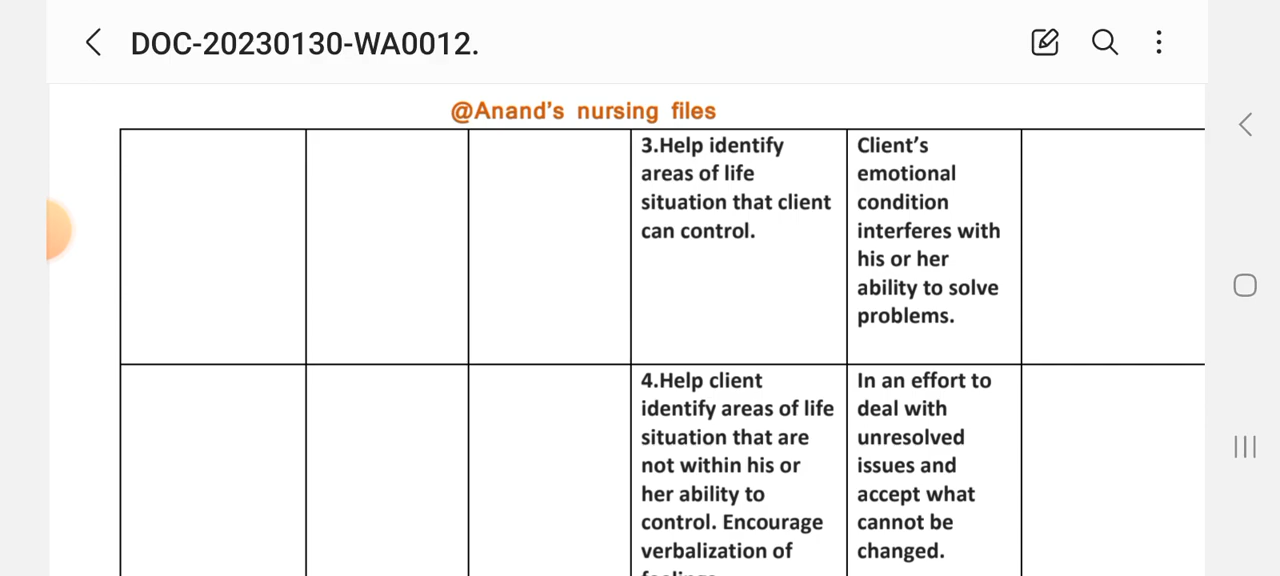 DOC-20230130-WA0012.
@Anand's nursing files
3.Help identify
areas of life
situation that client
can control.
Client's
emotional
condition
interferes with
his or her
ability to solve
problems.
4.Help client
identify areas of life
situation that are
not within his or
her ability to
control. Encourage
verbalization of
In an effort to
deal with
unresolved
issues and
accept what
cannot be
changed.